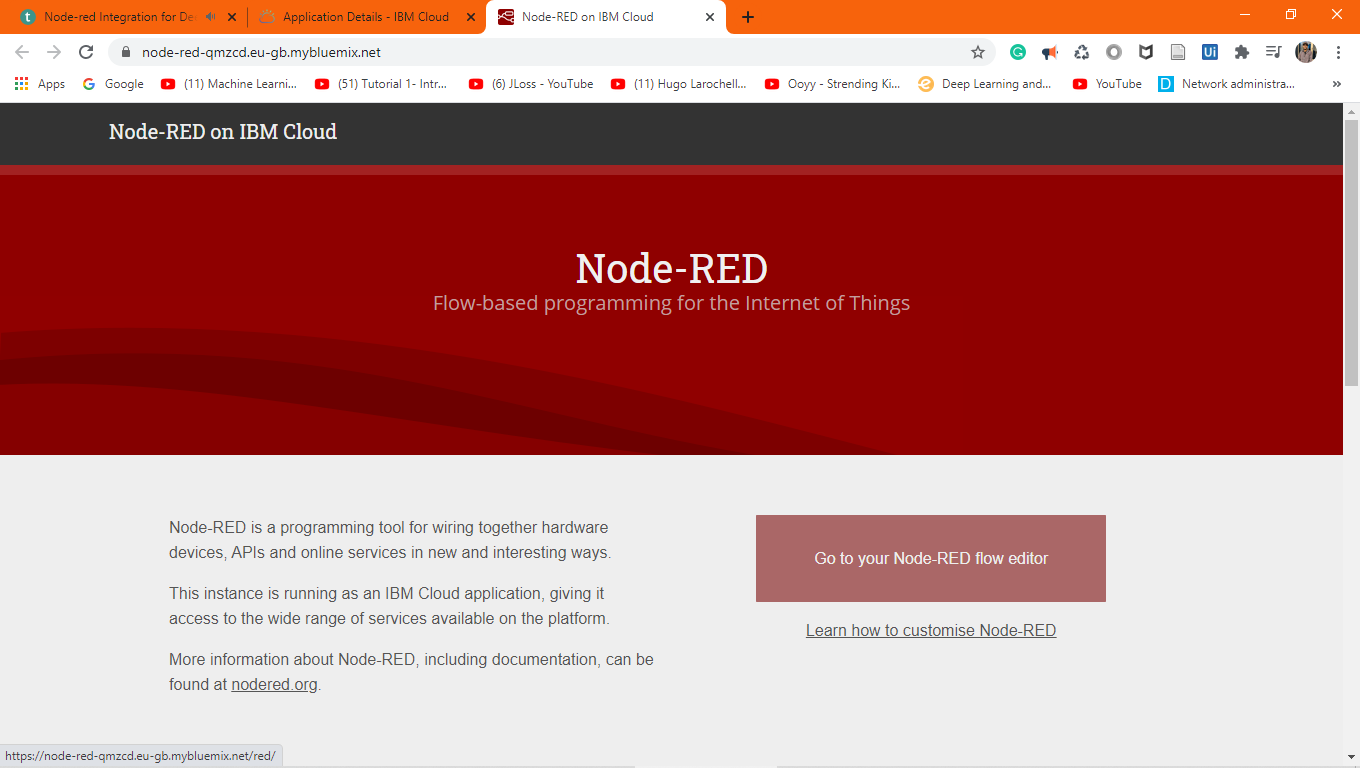 Node-red Integration for De
Application Details - IBM Cloud
Node-RED on IBM Cloud
node-red-qmzcd.eu-gb.mybluemix.net
Apps
Google
(11) Machine Learni...
(51) Tutorial 1- Intr...
(6) JLoss - YouTube
(11) Hugo Larochell...
Ooyy - Strending Ki...
Deep Learning and...
YouTube
Network administra...
Node-RED on IBM Cloud
Node-RED
Flow-based programming for the Internet of Things
Node-RED is a programming tool for wiring together hardware
devices, APIs and online services in new and interesting ways.
This instance is running as an IBM Cloud application, giving it
access to the wide range of services available on the platform.
More information about Node-RED, including documentation, can be
found at nodered.org.
Go to your Node-RED flow editor
Learn how to customise Node-RED
https://node-red-qmzcd.eu-gb.mybluemix.net/red/